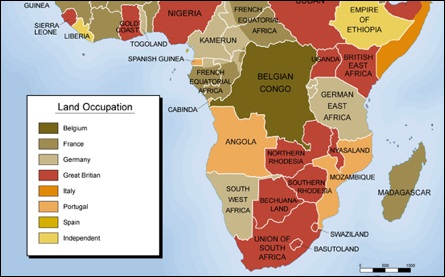 GUINEA
SIERRA
LEONE
LIBERIA
GOLD
COAST
TOGOLAND
NIGERIA
KAMERUN
SPANISH GUINEA
FRENCH
EQUATORIAL
AFRICA
FRENCH
EQUATORIAL
AFRICA
CABINDA
SUDAN
EMPIRE
OF
ETHIOPIA
UGANDA
BRITISH
EAST
AFRICA
BELGIAN
CONGO
GERMAN
EAST
AFRICA
ANGOLA
NORTHERN
RHODESIA
NYASALAND
MOZAMBIQUE
SOUTHERN
RHODESIA
MADAGASCAR
SOUTH
WEST
AFRICA
BECHUANA-
LAND
SWAZILAND
BASUTOLAND
UNION OF
SOUTH
AFRICA
Land Occupation
Belgium
France
Germany
Great Britian
Italy
Portugal
Spain
Independent
0 500 1000